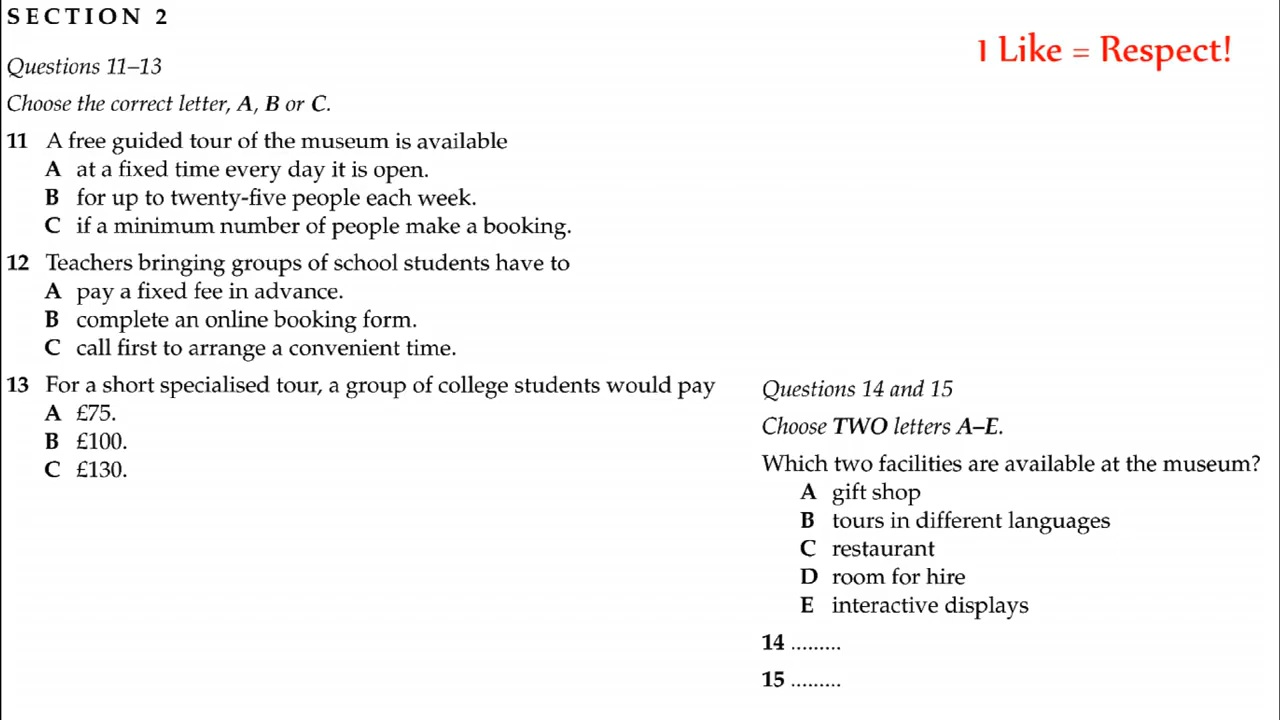 SECTION 2
1 Like = Respect!
Questions 11–13
Choose the correct letter, A, B or C.
11 A free guided tour of the museum is available
A at a fixed time every day it is open.
B for up to twenty-five people each week.
C if a minimum number of people make a booking.
12 Teachers bringing groups of school students have to
A pay a fixed fee in advance.
B complete an online booking form.
C call first to arrange a convenient time.
13 For a short specialised tour, a group of college students would pay
A £75.
B £100.
C £130.
Questions 14 and 15
Choose TWO letters A–E.
Which two facilities are available at the museum?
A gift shop
B tours in different languages
C restaurant
D room for hire
E interactive displays
14 .........
15 .........